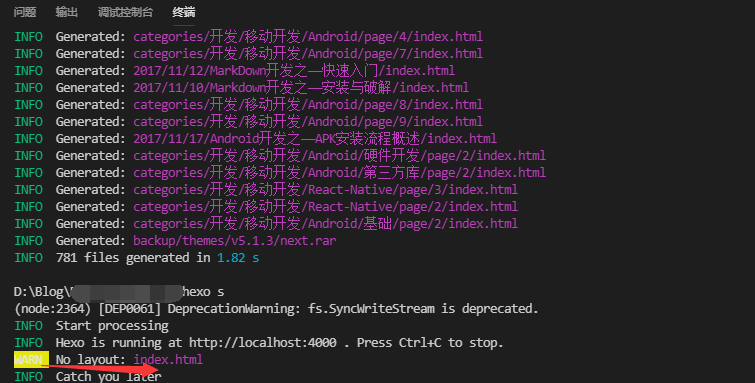 问题 输出 调试控制台 终端
INFO Generated: categories/开发/移动开发/Android/page/4/index.html
INFO Generated: categories/开发/移动开发/Android/page/7/index.html
INFO Generated: 2017/11/12/MarkDown开发之——快速入门/index.html
INFO Generated: 2017/11/10/Markdown开发之——安装与破解/index.html
INFO Generated: categories/开发/移动开发/Android/page/8/index.html
INFO Generated: categories/开发/移动开发/Android/page/9/index.html
INFO Generated: 2017/11/17/Android开发之——APK安装流程概述/index.html
INFO Generated: categories/开发/移动开发/Android/硬件开发/page/2/index.html
INFO Generated: categories/开发/移动开发/Android/第三方库/page/2/index.html
INFO Generated: categories/开发/移动开发/React-Native/page/3/index.html
INFO Generated: categories/开发/移动开发/React-Native/page/2/index.html
INFO Generated: categories/开发/移动开发/Android/基础/page/2/index.html
INFO Generated: backup/themes/v5.1.3/next.rar
INFO 781 files generated in 1.82 s
D:\Blog\hexo s
(node:2364) [DEP0061] DeprecationWarning: fs.SyncWriteStream is deprecated.
INFO Start processing
INFO Hexo is running at http://localhost:4000 . Press Ctrl+C to stop.
WARN No layout: index.html
INFO Catch you later